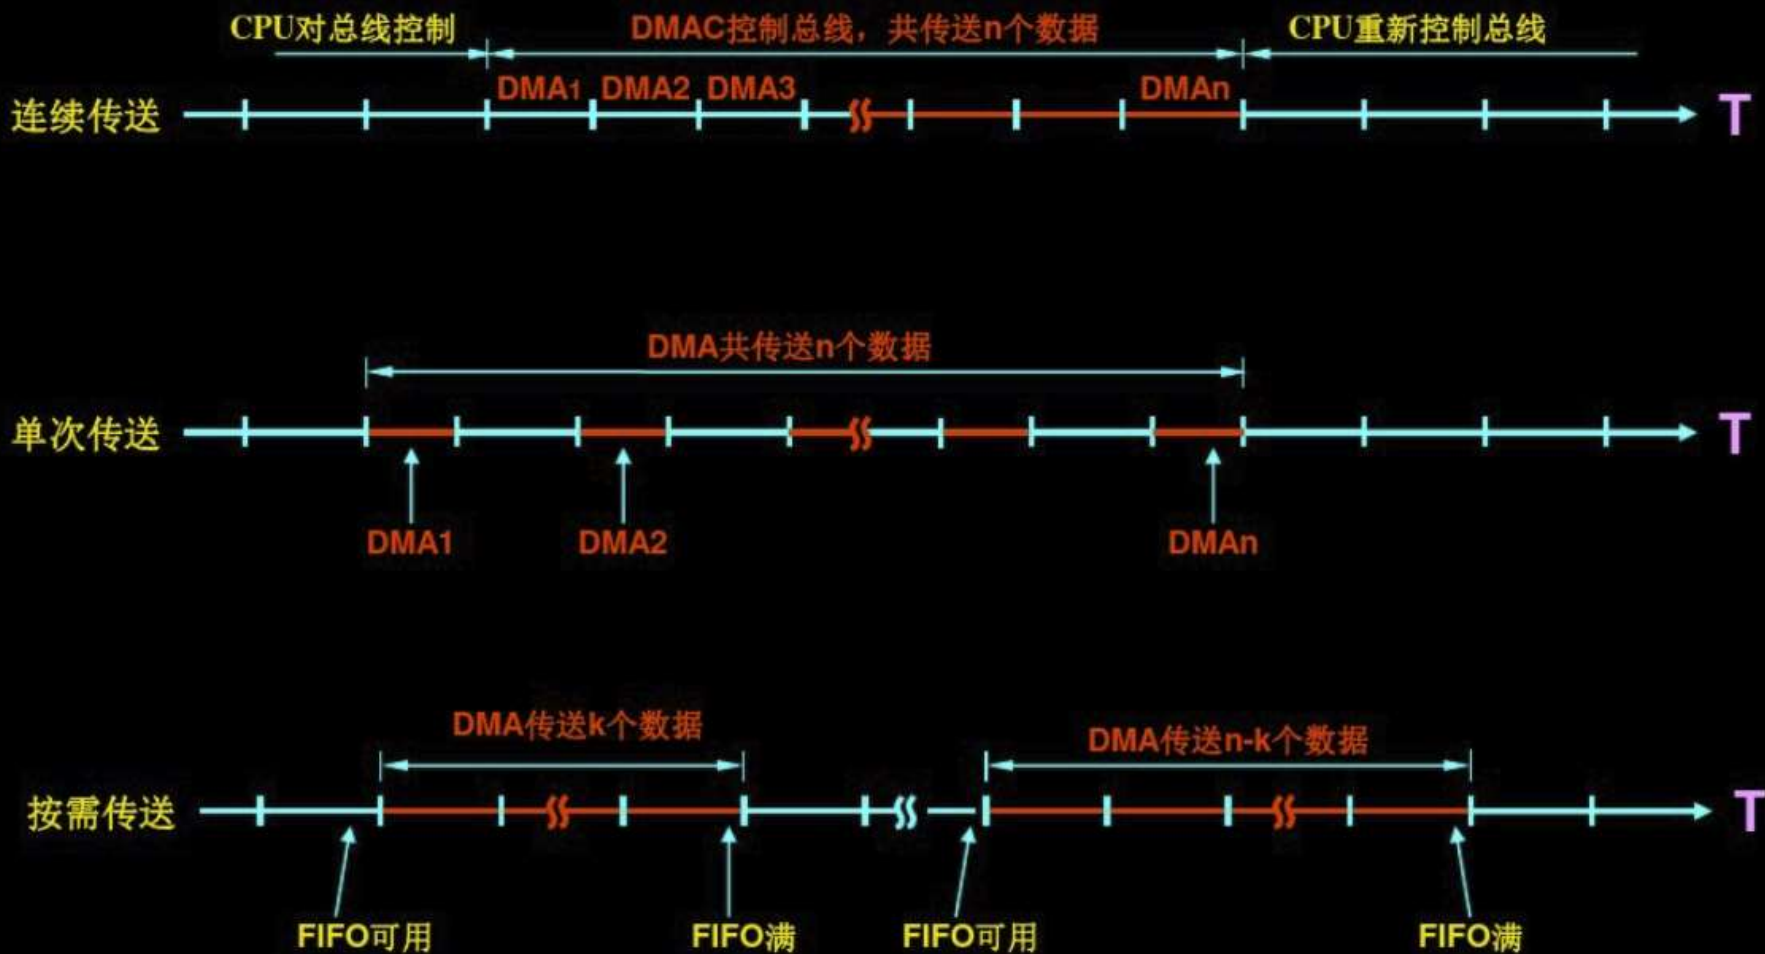 CPU对总线控制
DMAC控制总线，共传送n个数据
CPU重新控制总线
DMA1 DMA2 DMA3 DMAn
连续传送 T
DMA共传送n个数据
单次传送 T
DMA1 DMA2 DMAn
DMA传送k个数据 DMA传送n-k个数据
按需传送 T
FIFO可用 FIFO满 FIFO可用 FIFO满